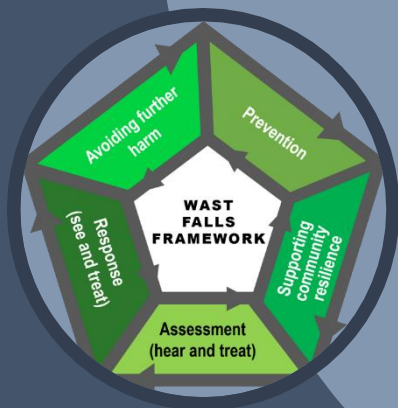 Avoiding further
harm
Prevention
WAST
FALLS
FRAMEWORK
Response
(see and treat)
Supporting
community
resilience
Assessment
(hear and treat)